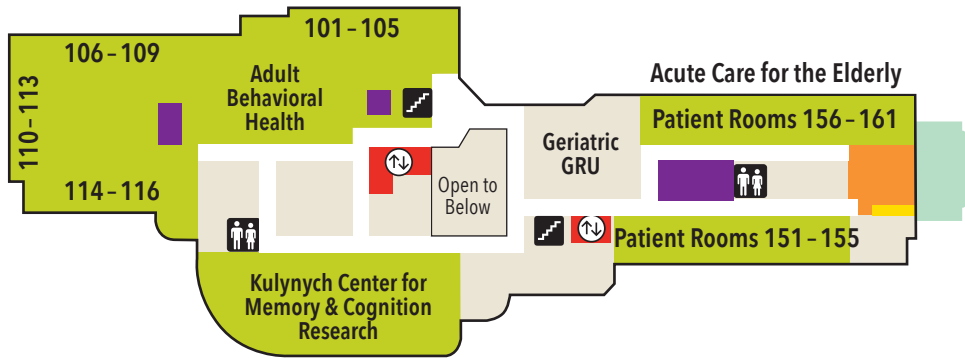 101 – 105
106 – 109
110 – 113
Adult
Behavioral
Health
114 – 116
Acute Care for the Elderly
Patient Rooms 156 – 161
Geriatric
GRU
Open to
Below
Patient Rooms 151 – 155
Kulynych Center for
Memory & Cognition
Research